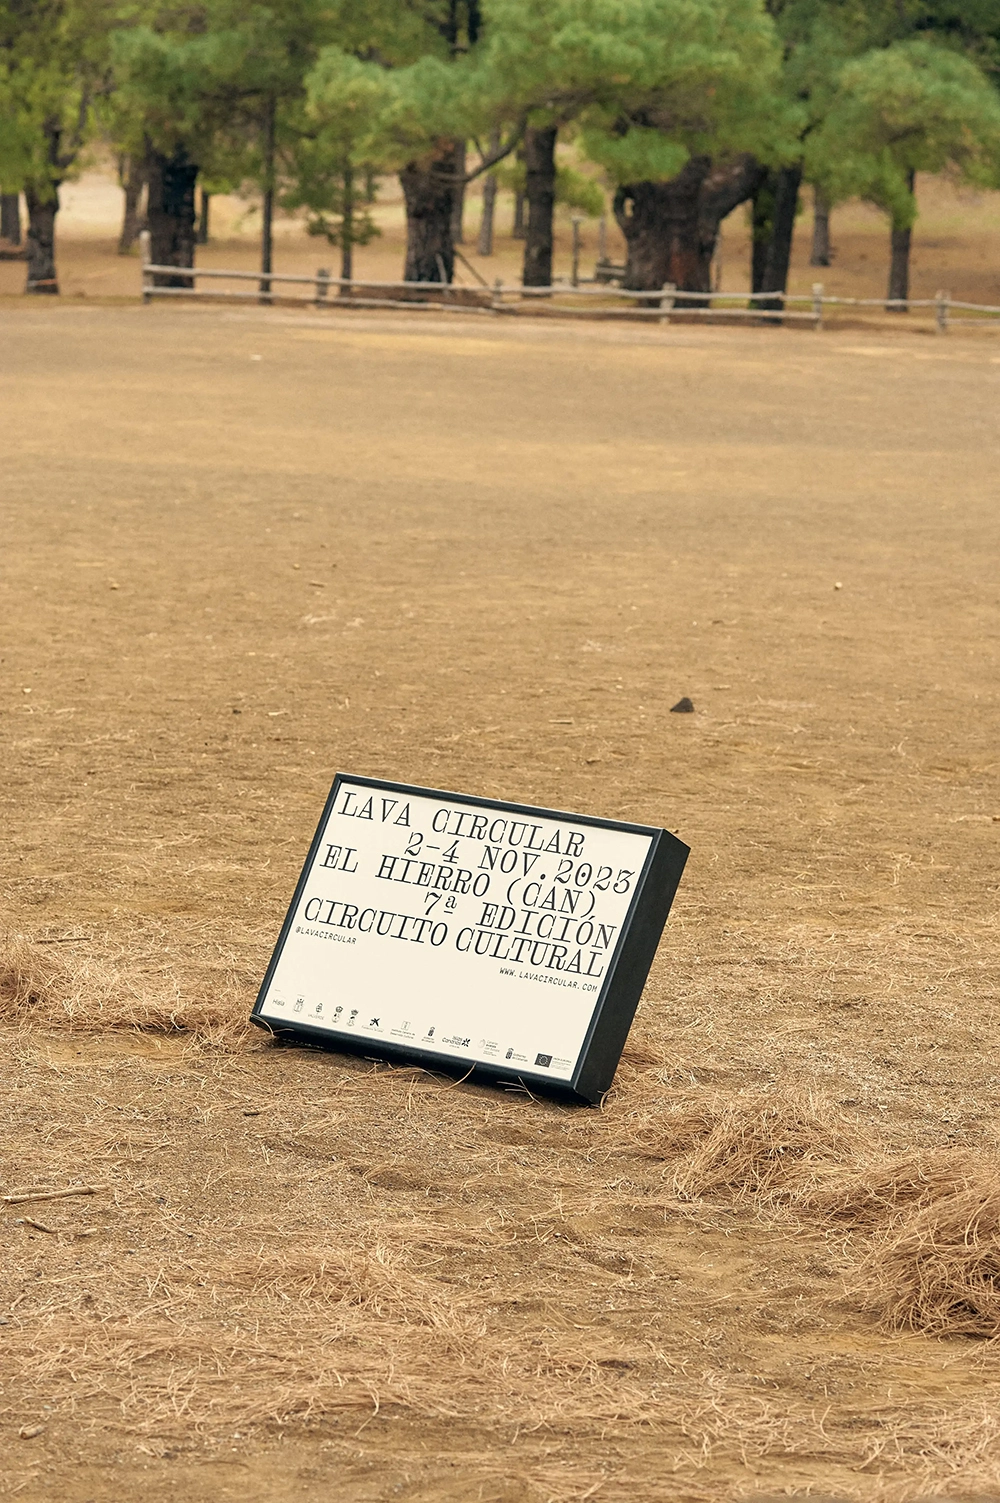 LAVA CIRCULAR
2-4 NOV.2023
EL HIERRO (CAN)
7ª EDICIÓN
CIRCUITO CULTURAL
@LAVACIRCULAR
WWW.LAVACIRCULAR.COM